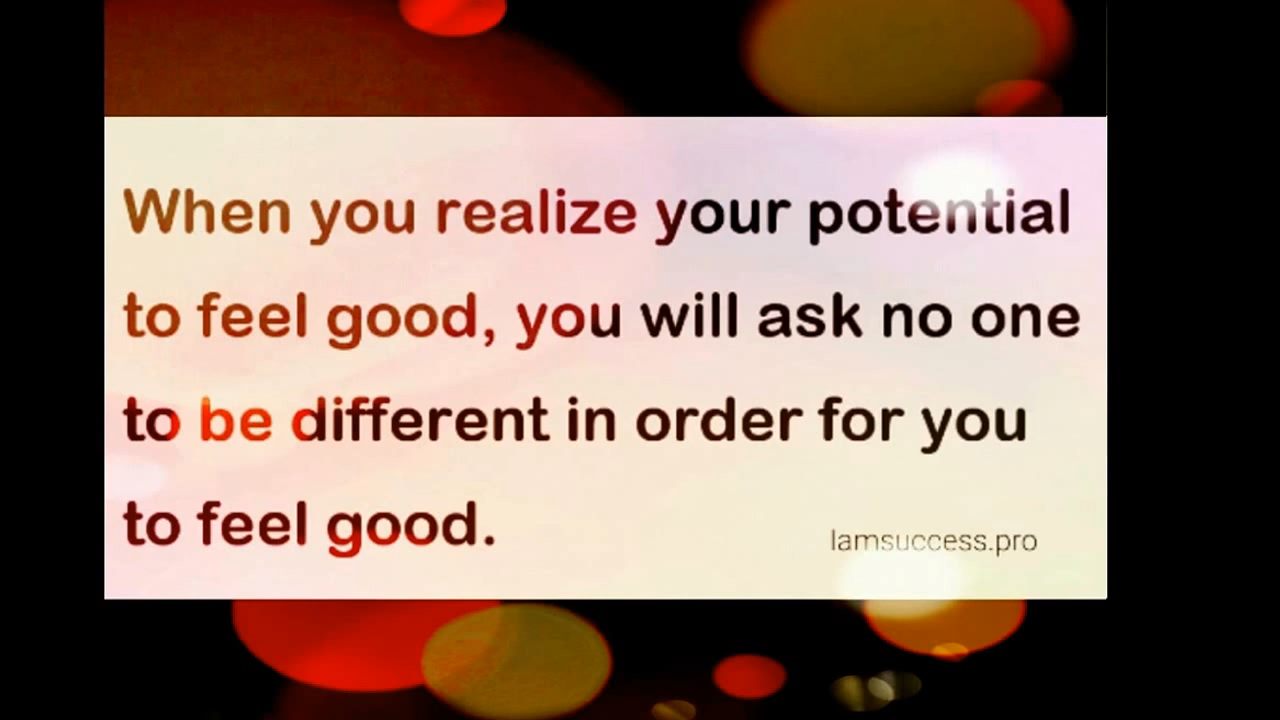 When you realize your potential
to feel good, you will ask no one
to be different in order for you
to feel good.
Iamsuccess.pro